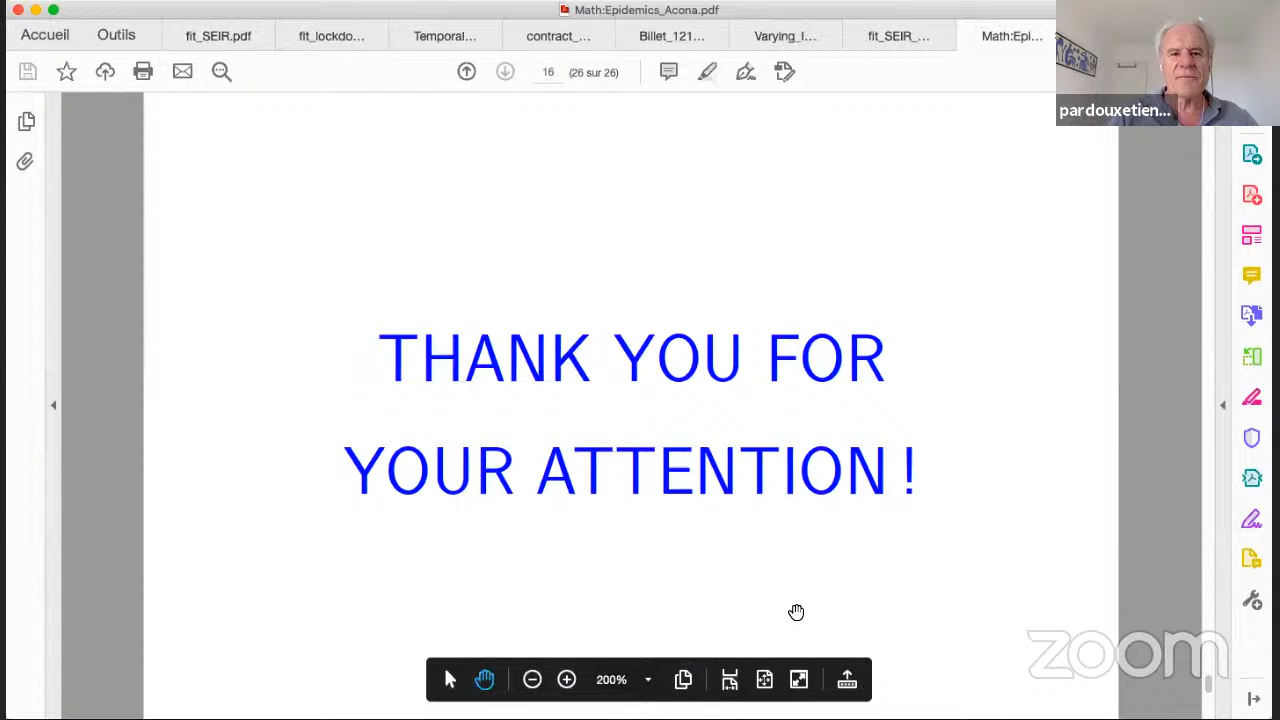 Math:Epidemics_Acona.pdf
Accueil
Outils
fit_SEIR.pdf
fit_lockdo...
Temporal...
contract_...
Billet_121...
Varying_I...
fit_SEIR_...
Math:Epi...
16
(26 sur 26)
pardouxetien...
THANK YOU FOR
YOUR ATTENTION !
200%
zoom